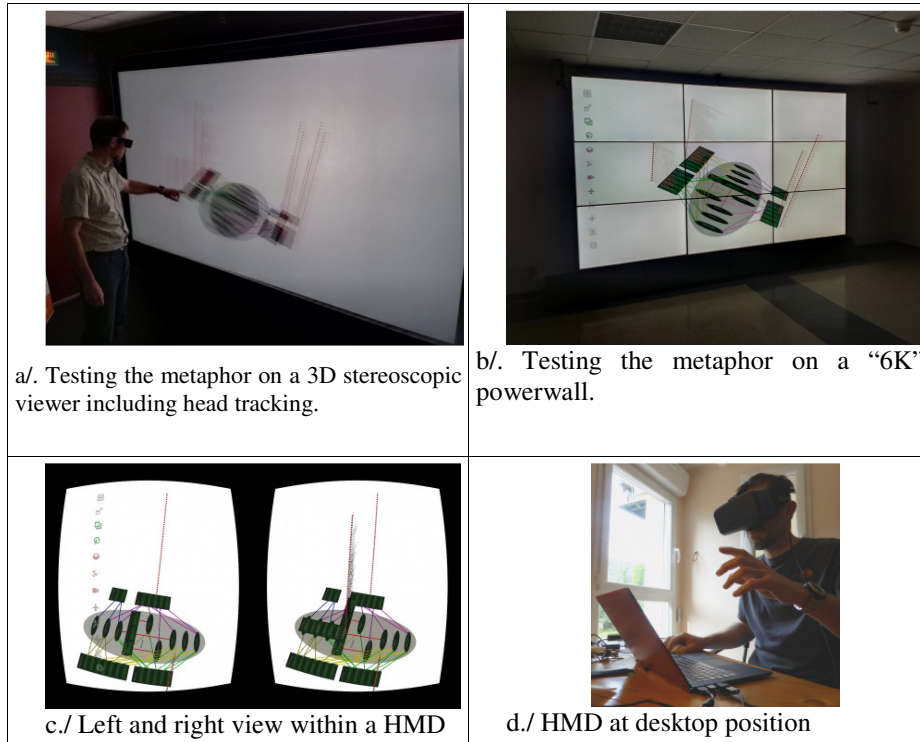 a/. Testing the metaphor on a 3D stereoscopic
viewer including head tracking.
b/. Testing the metaphor on a “6K”
powerwall.
c./ Left and right view within a HMD
d./ HMD at desktop position